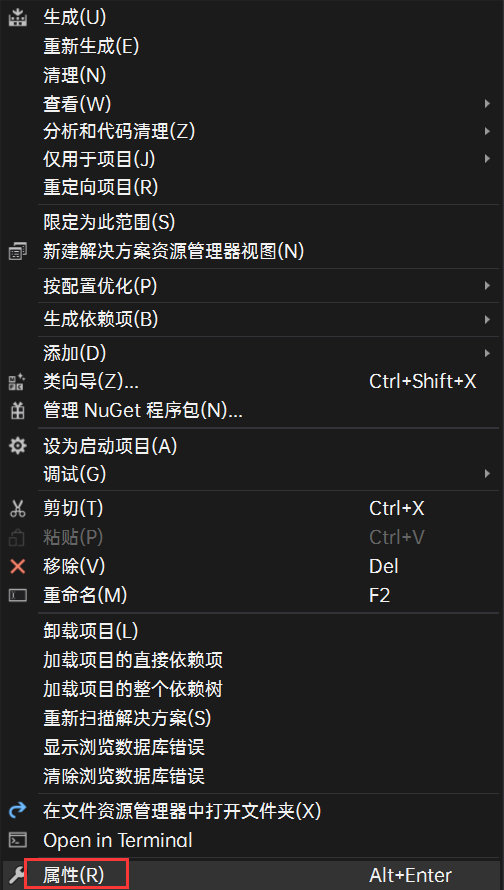 生成(U)
重新生成(E)
清理(N)
查看(W)
分析和代码清理(Z)
仅用于项目(J)
重定向项目(R)
限定为此范围(S)
新建解决方案资源管理器视图(N)
按配置优化(P)
生成依赖项(B)
添加(D)
类向导(Z)... Ctrl+Shift+X
管理 NuGet 程序包(N)...
设为启动项目(A)
调试(G)
剪切(T) Ctrl+X
粘贴(P) Ctrl+V
移除(V) Del
重命名(M) F2
卸载项目(L)
加载项目的直接依赖项
加载项目的整个依赖树
重新扫描解决方案(S)
显示浏览数据库错误
清除浏览数据库错误
在文件资源管理器中打开文件夹(X)
Open in Terminal
属性(R) Alt+Enter